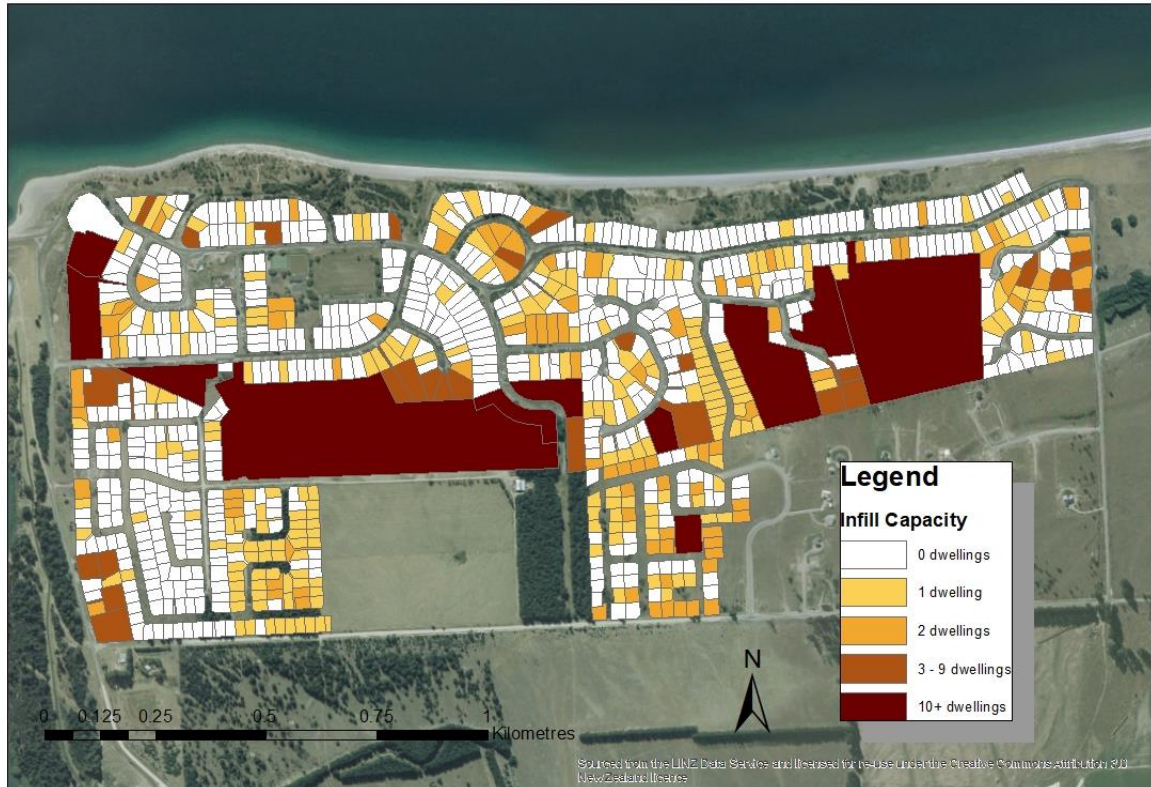 Legend
Infill Capacity
0 dwellings
1 dwelling
2 dwellings
3 - 9 dwellings
10+ dwellings
N
0 0.125 0.25 0.5 0.75 1
Kilometres
Sourced from the LINZ Data Service and licensed for re-use under the Creative Commons Attribution 3.0
New Zealand licence